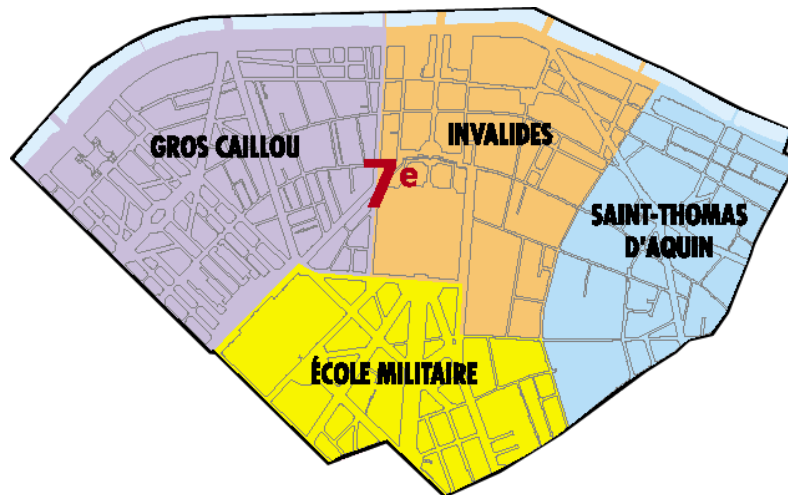 GROS CAILLOU
INVALIDES
7e
SAINT-THOMAS
D'AQUIN
ÉCOLE MILITAIRE